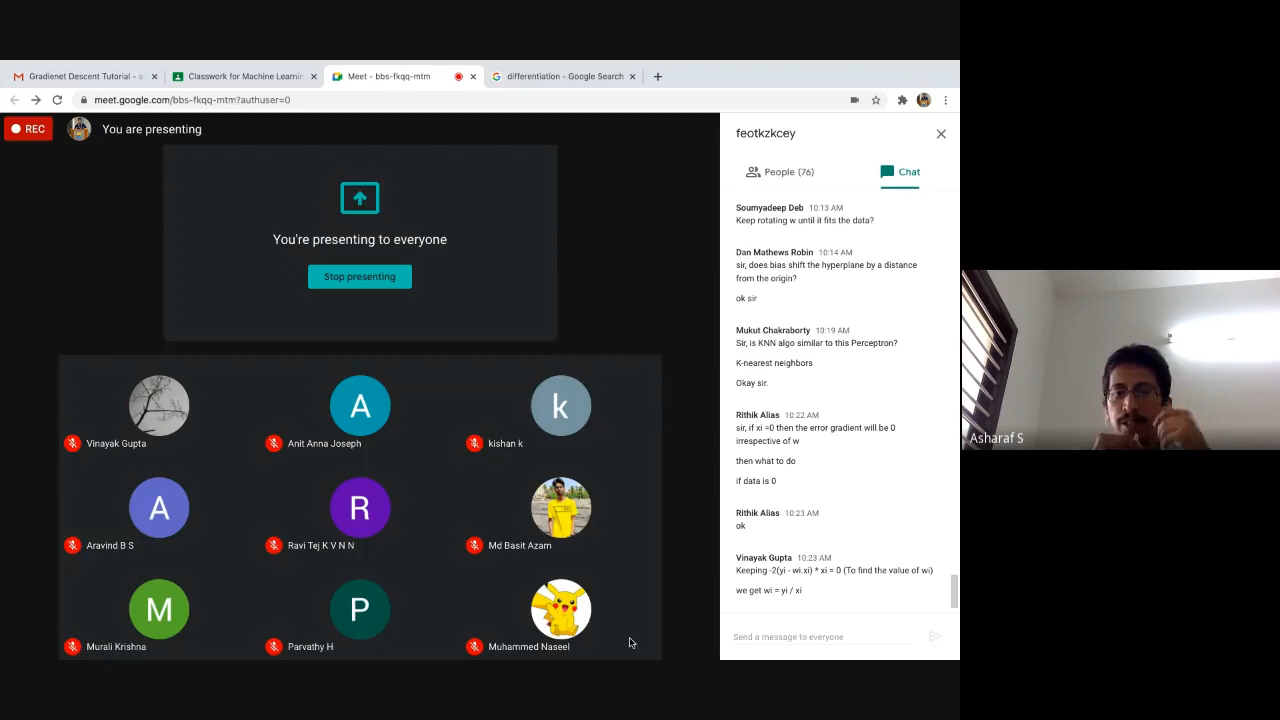 Gradienet Descent Tutorial - a
Classwork for Machine Learnin
Meet - bbs-fkqq-mtm
differentiation - Google Search
meet.google.com/bbs-fkqq-mtm?authuser=0
REC
You are presenting
You're presenting to everyone
Stop presenting
Vinayak Gupta
A
Anit Anna Joseph
k
kishan k
A
Aravind B S
R
Ravi Tej K V N N
Md Basit Azam
M
Murali Krishna
P
Parvathy H
Muhammed Naseel
feotkzkcey
People (76)
Chat
Soumyadeep Deb 10:13 AM
Keep rotating w until it fits the data?
Dan Mathews Robin 10:14 AM
sir, does bias shift the hyperplane by a distance
from the origin?
ok sir
Mukut Chakraborty 10:19 AM
Sir, is KNN algo similar to this Perceptron?
K-nearest neighbors
Okay sir.
Rithik Alias 10:22 AM
sir, if xi =0 then the error gradient will be 0
irrespective of w
then what to do
if data is 0
Rithik Alias 10:23 AM
ok
Vinayak Gupta 10:23 AM
Keeping -2(yi - wi.xi) * xi = 0 (To find the value of wi)
we get wi = yi / xi
Send a message to everyone
Asharaf S